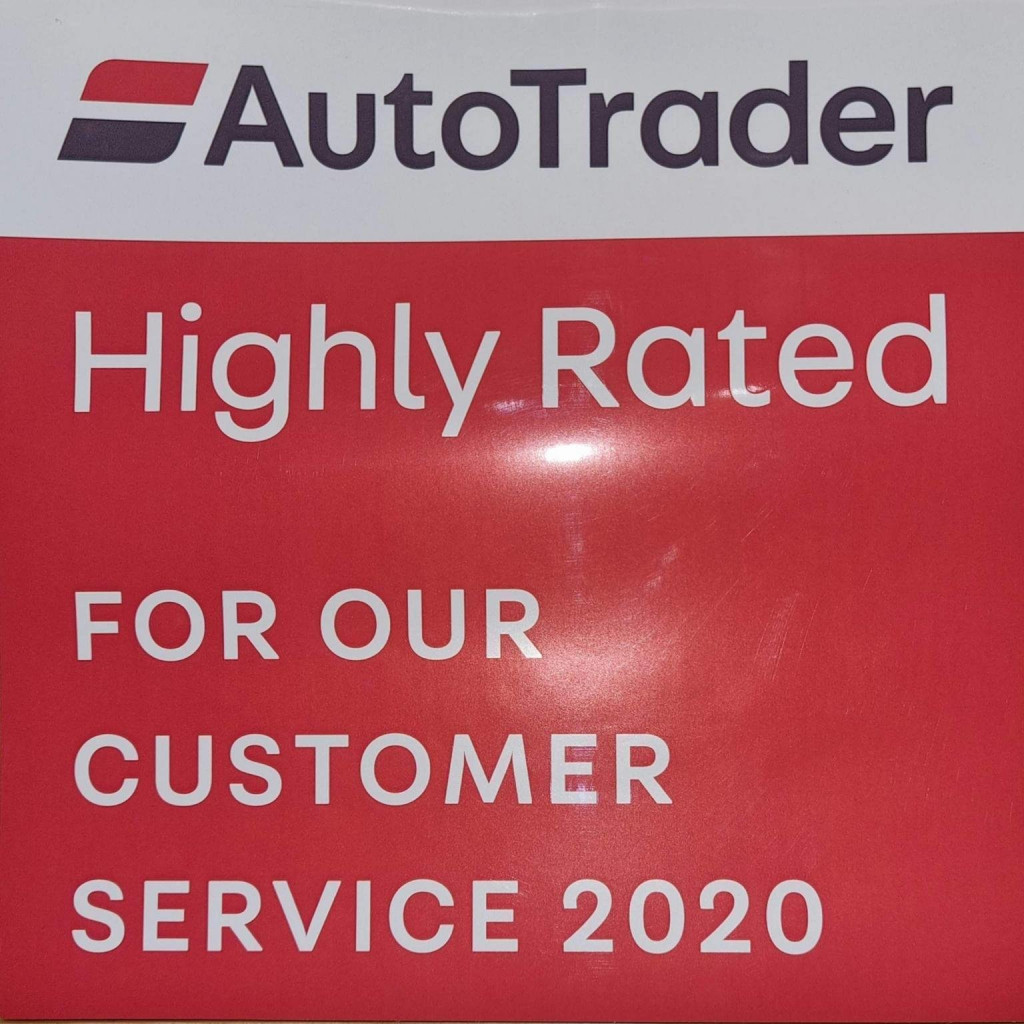 AutoTrader
Highly Rated
FOR OUR
CUSTOMER
SERVICE 2020